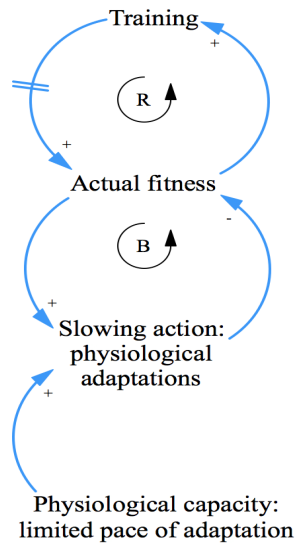 Training
+
R
+
Actual fitness
-
B
+
Slowing action:
physiological
adaptations
+
Physiological capacity:
limited pace of adaptation